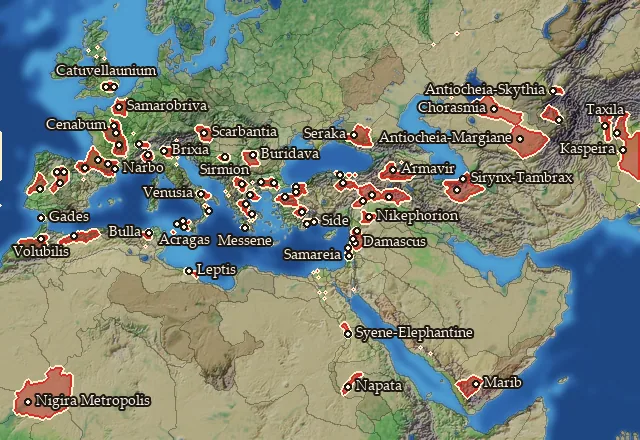 Catuvellaunium
Antiocheia-Skythia
Samarobriva
Chorasmia
Taxila
Cenabum
Scarbantia
Seraka
Antiocheia-Margiane
Brixia
Buridava
Kaspeira
Narbo
Sirmion
Armavir
Sirynx-Tambrax
Venusia
Gades
Side
Nikephorion
Bulla
Acragas
Messene
Damascus
Volubilis
Samareia
Leptis
Syene-Elephantine
Napata
Marib
Nigira Metropolis